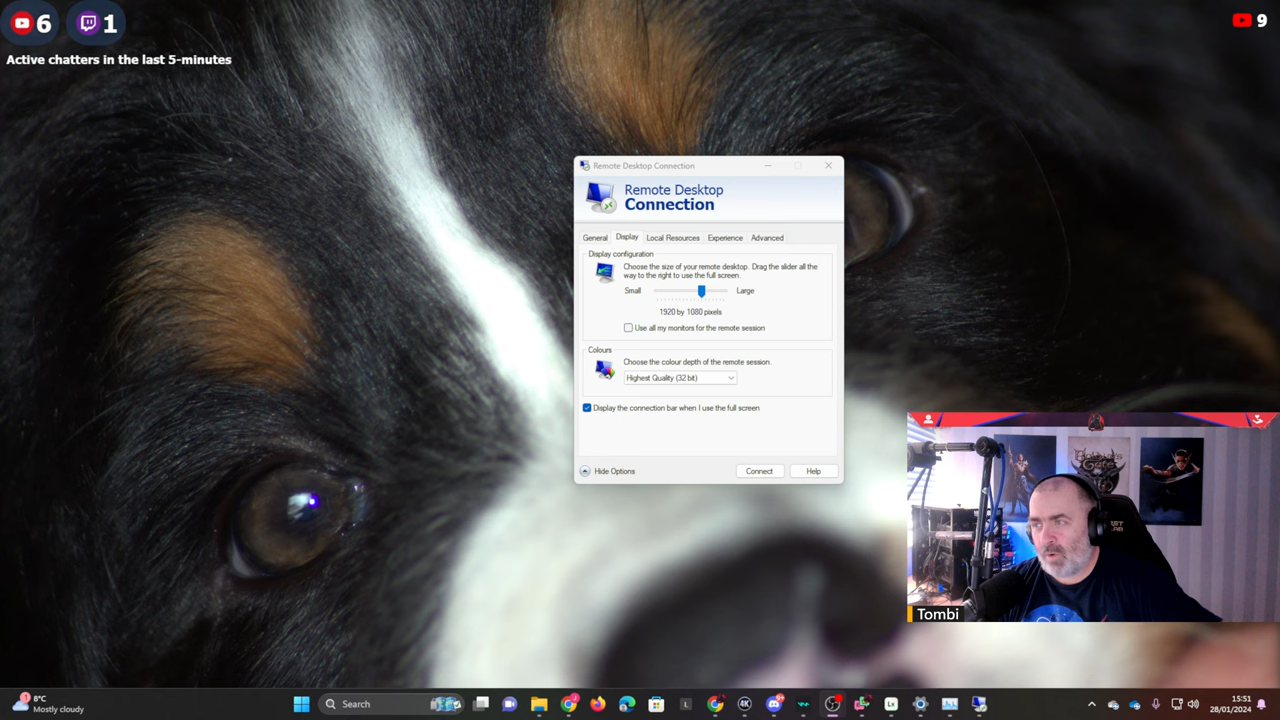 6
1
Active chatters in the last 5-minutes
9
Remote Desktop Connection
Remote Desktop
Connection
General
Display
Local Resources
Experience
Advanced
Display configuration
Choose the size of your remote desktop. Drag the slider all the
way to the right to use the full screen.
Small
Large
1920 by 1080 pixels
Use all my monitors for the remote session
Colours
Choose the colour depth of the remote session.
Highest Quality (32 bit)
Display the connection bar when I use the full screen
Hide Options
Connect
Help
Tombi
8°C
Mostly cloudy
Search
4K
15:51
28/01/2024